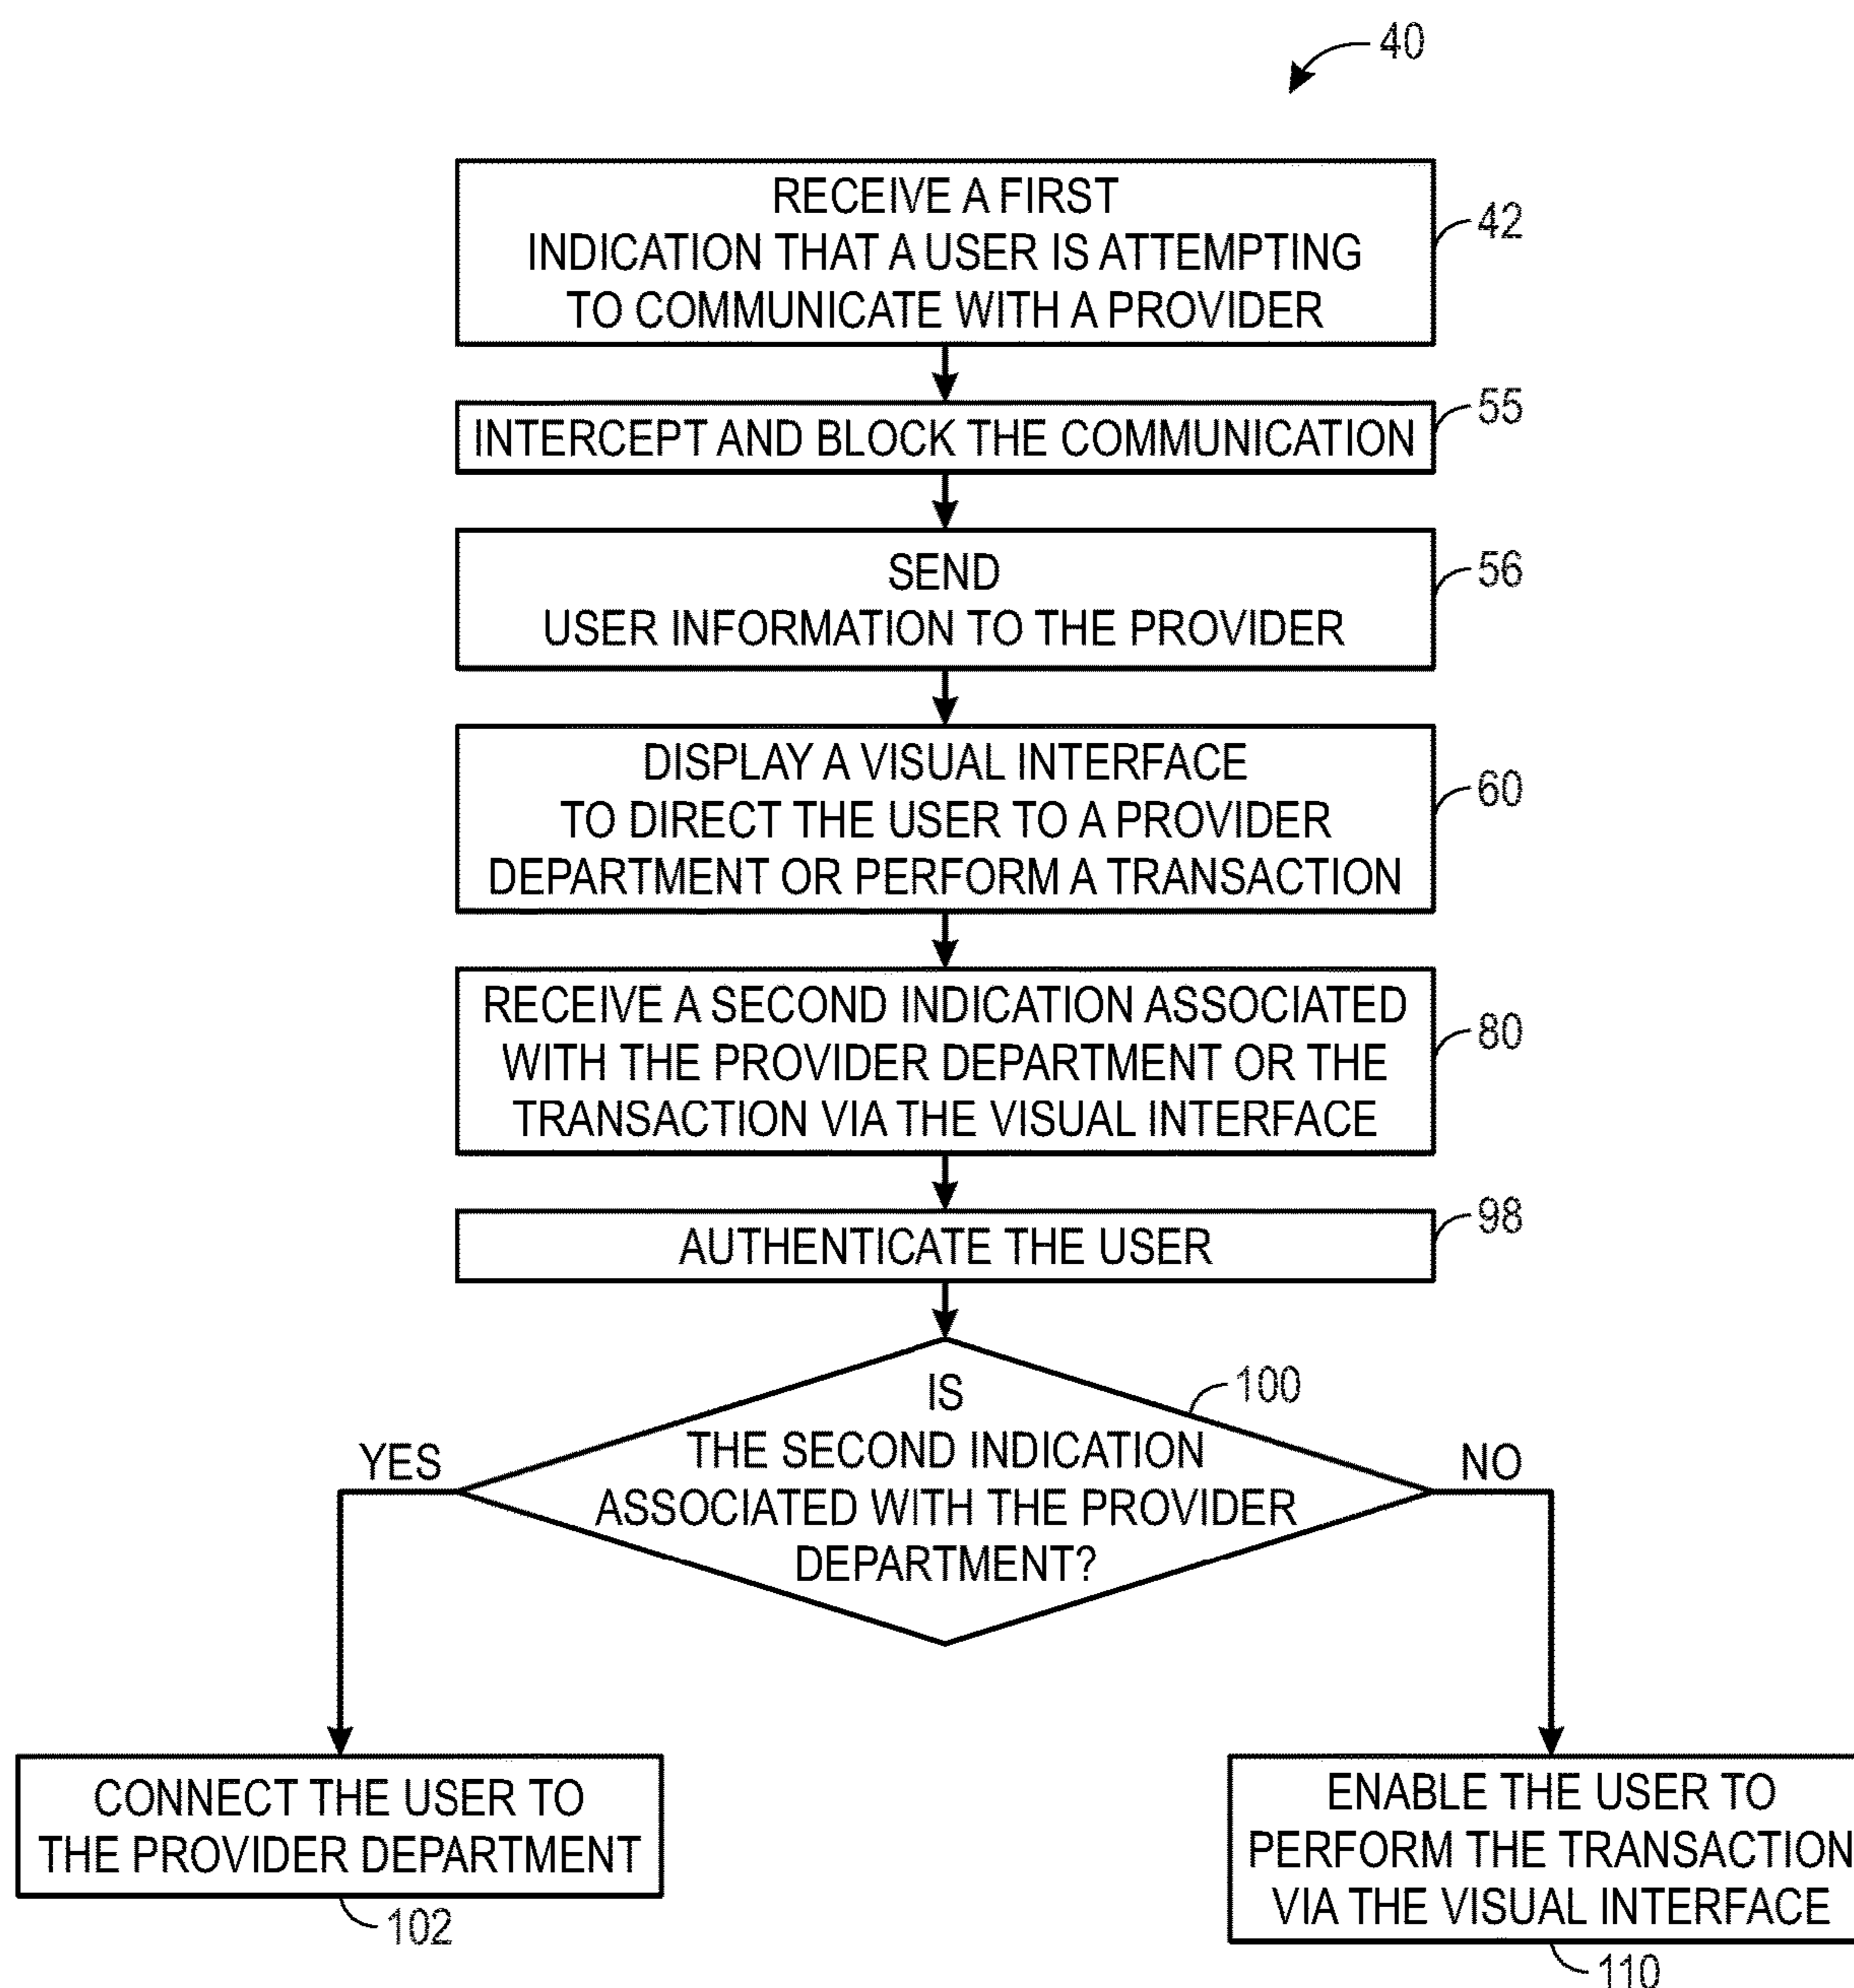 40
RECEIVE A FIRST
INDICATION THAT A USER IS ATTEMPTING
TO COMMUNICATE WITH A PROVIDER
42
INTERCEPT AND BLOCK THE COMMUNICATION
55
SEND
USER INFORMATION TO THE PROVIDER
56
DISPLAY A VISUAL INTERFACE
TO DIRECT THE USER TO A PROVIDER
DEPARTMENT OR PERFORM A TRANSACTION
60
RECEIVE A SECOND INDICATION ASSOCIATED
WITH THE PROVIDER DEPARTMENT OR THE
TRANSACTION VIA THE VISUAL INTERFACE
80
AUTHENTICATE THE USER
98
IS
THE SECOND INDICATION
ASSOCIATED WITH THE PROVIDER
DEPARTMENT?
100
YES
NO
CONNECT THE USER TO
THE PROVIDER DEPARTMENT
102
ENABLE THE USER TO
PERFORM THE TRANSACTION
VIA THE VISUAL INTERFACE
110